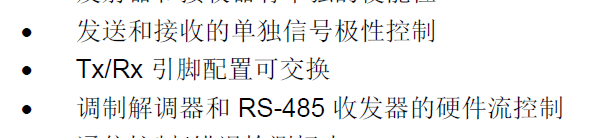 • 发送和接收的单独信号极性控制
• Tx/Rx 引脚配置可交换
• 调制解调器和 RS-485 收发器的硬件流控制